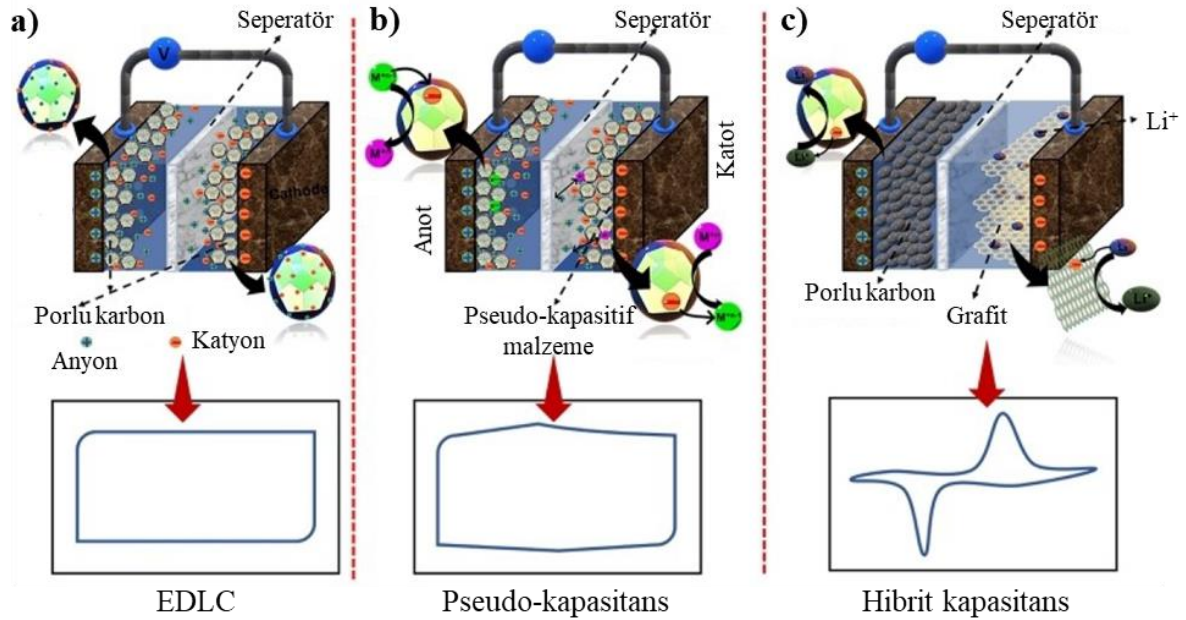 a)
Seperatör
V
Cathode
Porlu karbon
Anyon
Katyon
EDLC
b)
Seperatör
Anot
Katot
Pseudo-kapasitif
malzeme
Pseudo-kapasitans
c)
Seperatör
Li⁺
Porlu karbon
Grafit
Hibrit kapasitans